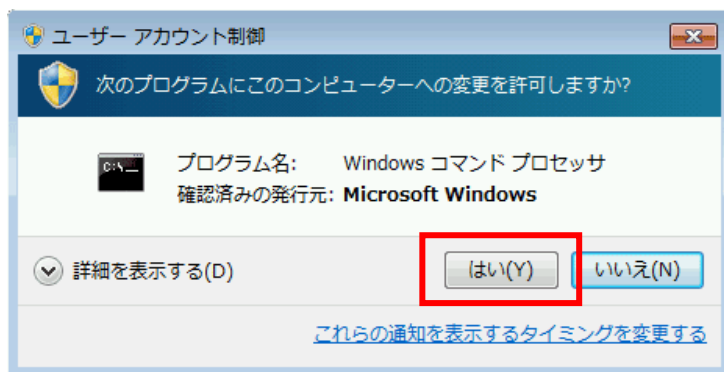 ユーザー アカウント制御
次のプログラムにこのコンピューターへの変更を許可しますか?
C:\_
プログラム名: Windows コマンド プロセッサ
確認済みの発行元: Microsoft Windows
詳細を表示する(D) はい(Y) いいえ(N)
これらの通知を表示するタイミングを変更する